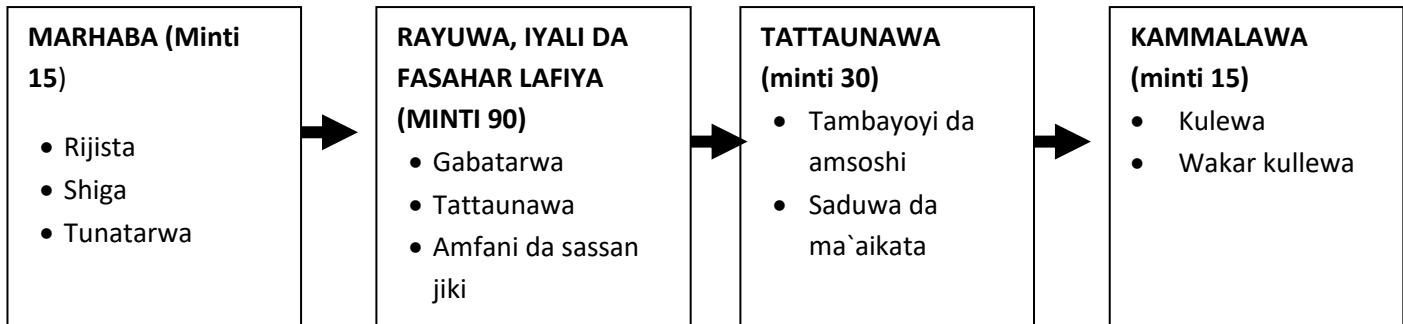 MARHABA (Minti
15)
• Rijista
• Shiga
• Tunatarwa
RAYUWA, IYALI DA
FASAHAR LAFIYA
(MINTI 90)
• Gabatarwa
• Tattaunawa
• Amfani da sassan
jiki
TATTAUNAWA
(minti 30)
• Tambayoyi da
amsoshi
• Saduwa da
ma`aikata
KAMMALAWA
(minti 15)
• Kulewa
• Wakar kullewa